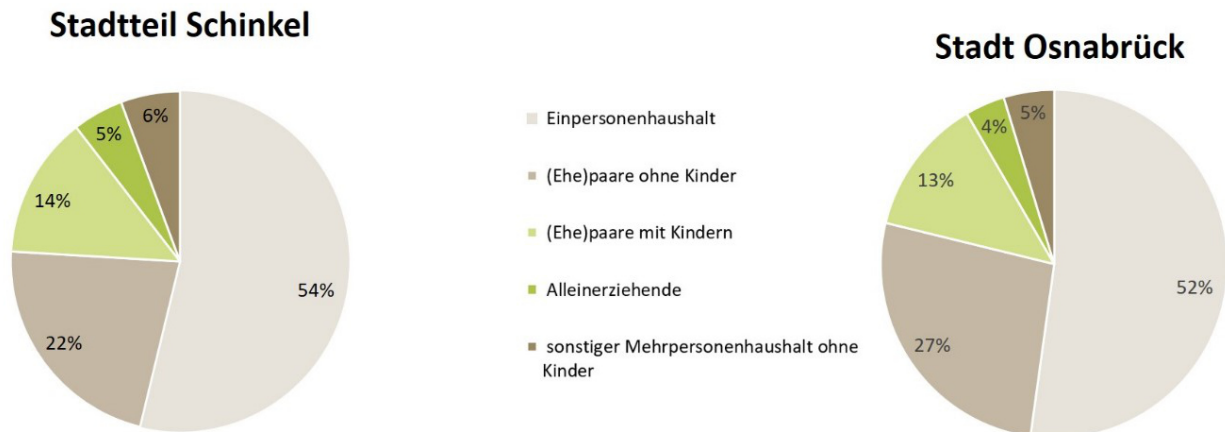 Stadtteil Schinkel
6%
5%
14%
54%
22%
Einpersonenhaushalt
(Ehe)paare ohne Kinder
(Ehe)paare mit Kindern
Alleinerziehende
sonstiger Mehrpersonenhaushalt ohne
Kinder
Stadt Osnabrück
5%
4%
13%
52%
27%